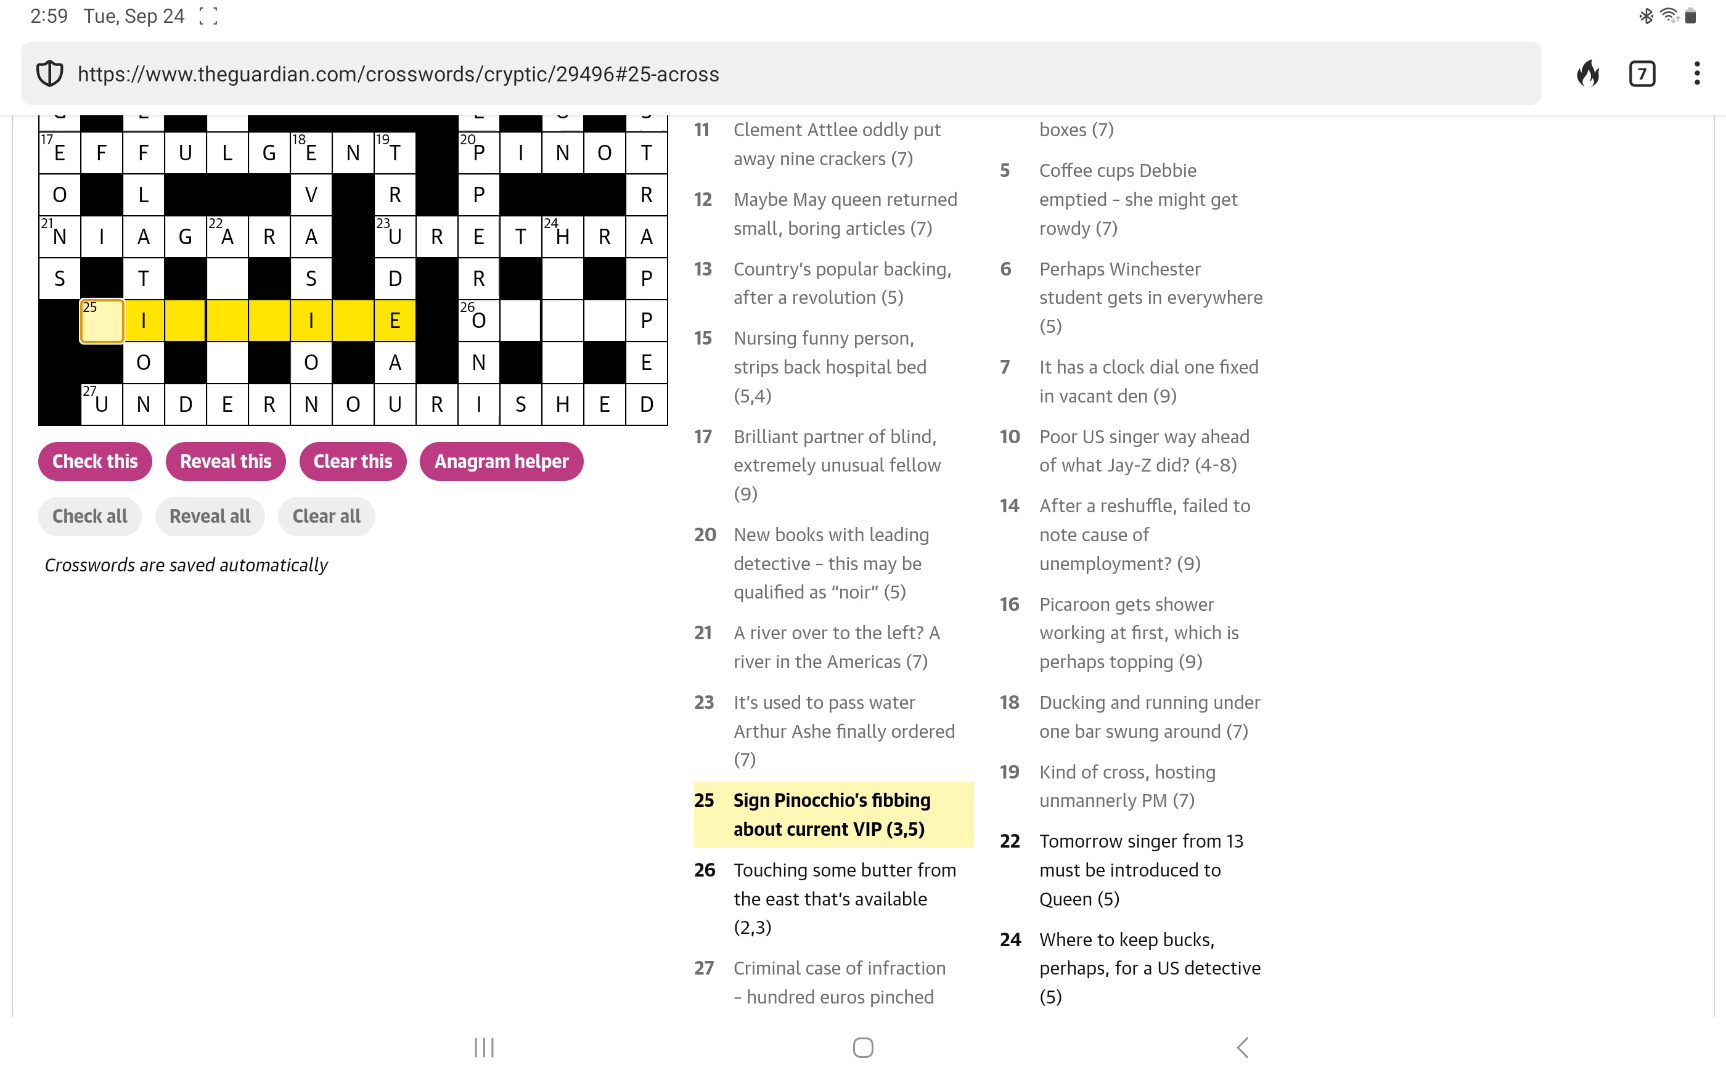 2:59 Tue, Sep 24
https://www.theguardian.com/crosswords/cryptic/29496#25-across
7
17 E F F U L G 18 E N 19 T 20 P I N O T
O L V R P R
21 N I A G 22 A R A 23 U R E T 24 H R A
S T S D R P
25 I I E 26 O P
O O A N E
27 U N D E R N O U R I S H E D
Check this
Reveal this
Clear this
Anagram helper
Check all
Reveal all
Clear all
Crosswords are saved automatically
11 Clement Attlee oddly put
away nine crackers (7)
12 Maybe May queen returned
small, boring articles (7)
13 Country's popular backing,
after a revolution (5)
15 Nursing funny person,
strips back hospital bed
(5,4)
17 Brilliant partner of blind,
extremely unusual fellow
(9)
20 New books with leading
detective – this may be
qualified as “noir” (5)
21 A river over to the left? A
river in the Americas (7)
23 It's used to pass water
Arthur Ashe finally ordered
(7)
25 Sign Pinocchio's fibbing
about current VIP (3,5)
26 Touching some butter from
the east that's available
(2,3)
27 Criminal case of infraction
– hundred euros pinched
boxes (7)
5 Coffee cups Debbie
emptied – she might get
rowdy (7)
6 Perhaps Winchester
student gets in everywhere
(5)
7 It has a clock dial one fixed
in vacant den (9)
10 Poor US singer way ahead
of what Jay-Z did? (4-8)
14 After a reshuffle, failed to
note cause of
unemployment? (9)
16 Picaroon gets shower
working at first, which is
perhaps topping (9)
18 Ducking and running under
one bar swung around (7)
19 Kind of cross, hosting
unmannerly PM (7)
22 Tomorrow singer from 13
must be introduced to
Queen (5)
24 Where to keep bucks,
perhaps, for a US detective
(5)